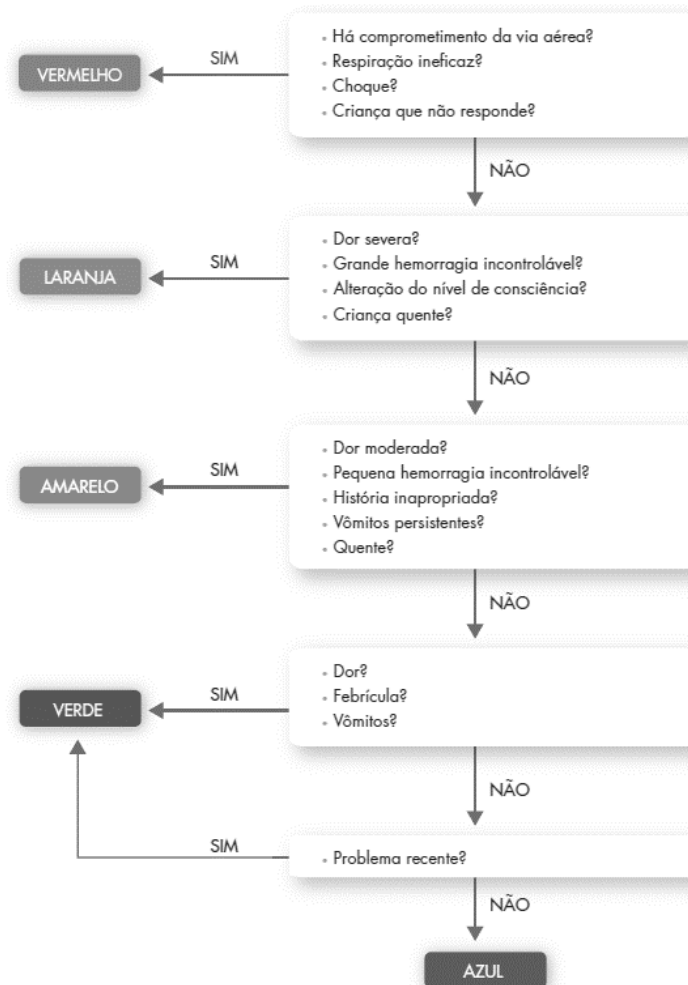 • Há comprometimento da via aérea?
• Respiração ineficaz?
• Choque?
• Criança que não responde?
SIM
VERMELHO
NÃO
• Dor severa?
• Grande hemorragia incontrolável?
• Alteração do nível de consciência?
• Criança quente?
SIM
LARANJA
NÃO
• Dor moderada?
• Pequena hemorragia incontrolável?
• História inapropriada?
• Vômitos persistentes?
• Quente?
SIM
AMARELO
NÃO
• Dor?
• Febrícula?
• Vômitos?
SIM
VERDE
NÃO
• Problema recente?
SIM
NÃO
AZUL